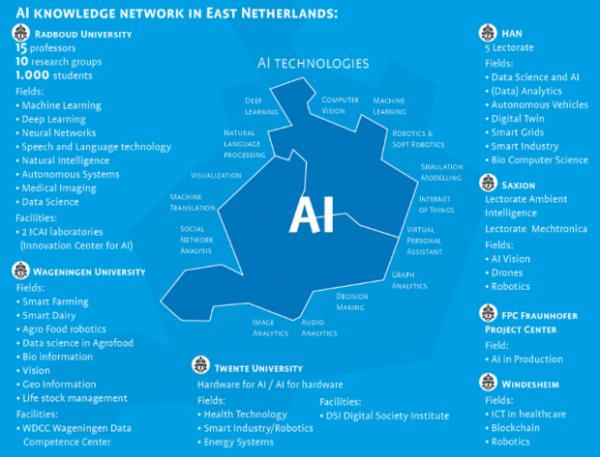 AI knowledge network in East Netherlands:
Radboud University
15 professors
10 research groups
1.000 students
Fields:
• Machine Learning
• Deep Learning
• Neural Networks
• Speech and Language technology
• Natural Intelligence
• Autonomous Systems
• Medical Imaging
• Data Science
Facilities:
• 2 ICAI laboratories
(Innovation Center for AI)
Wageningen University
Fields:
• Smart Farming
• Smart Dairy
• Agro Food robotics
• Data science in Agrofood
• Bio information
• Vision
• Geo Information
• Life stock management
Facilities:
• WDCC Wageningen Data
Competence Center
AI technologies
Deep
Learning
Computer
Vision
Machine
Learning
Natural
language
processing
Robotics &
Soft Robotics
Visualization
Simulation
Modelling
Machine
Translation
Internet
of Things
AI
Social
Network
Analysis
Virtual
Personal
Assistant
Graph
Analytics
Decision
Making
Image
Analytics
Audio
Analytics
Twente University
Hardware for AI / AI for hardware
Fields:
• Health Technology
• Smart Industry/Robotics
• Energy Systems
Facilities:
• DSI Digital Society Institute
HAN
5 Lectorate
Fields:
• Data Science and AI
• (Data) Analytics
• Autonomous Vehicles
• Digital Twin
• Smart Grids
• Smart Industry
• Bio Computer Science
Saxion
Lectorate Ambient
Intelligence
Lectorate Mechtronica
Fields:
• AI Vision
• Drones
• Robotics
FPC Fraunhofer
Project Center
Field:
• AI in Production
Windesheim
Fields:
• ICT in healthcare
• Blockchain
• Robotics